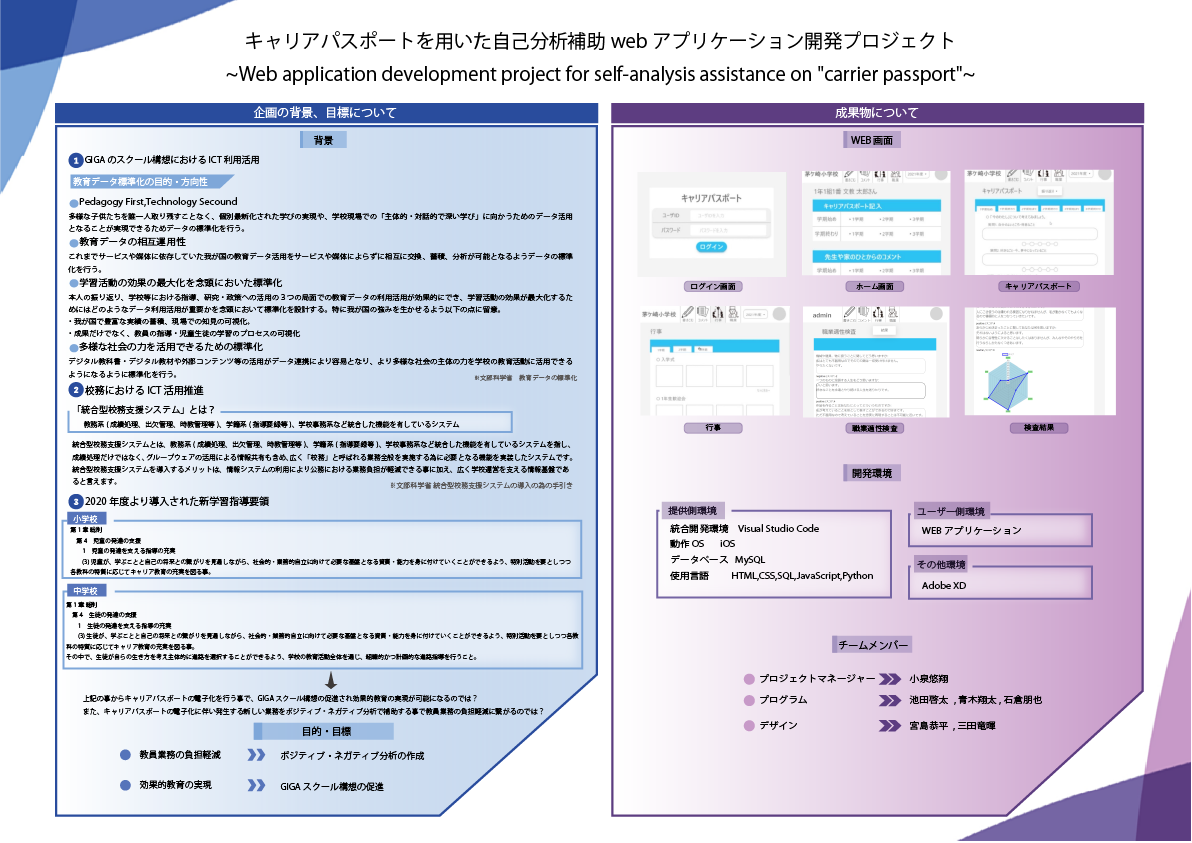 キャリアパスポートを用いた自己分析補助 web アプリケーション開発プロジェクト
~Web application development project for self-analysis assistance on "carrier passport"~
企画の背景、目標について
背景
1 GIGA のスクール構想における ICT 利用活用
教育データ標準化の目的・方向性
Pedagogy First,Technology Secound
多様な子供たちを誰一人取り残すことなく、個別最新化された学びの実現や、学校現場での「主体的・対話的で深い学び」に向かうためのデータ活用
となることが実現できるためデータの標準化を行う。
教育データの相互運用性
これまでサービスや媒体に依存していた我が国の教育データ活用をサービスや媒体によらずに相互に交換、蓄積、分析が可能となるようデータの標準
化を行う。
学習活動の効果の最大化を念頭においた標準化
本人の振り返り、学校等における指導、研究・政策への活用の3つの局面での教育データの利用活用が効果的にでき、学習活動の効果が最大化するた
めにはどのようなデータ利用活用が重要かを念頭において標準化を設計する。特に我が国の強みを生かせるよう以下の点に留意。
・我が国で豊富な実績の蓄積、現場での知見の可視化。
・成果だけでなく、教員の指導・児童生徒の学習のプロセスの可視化
多様な社会の力を活用できるための標準化
デジタル教科書・デジタル教材や外部コンテンツ等の活用がデータ連携により容易となり、より多様な社会の主体の力を学校の教育活動に活用できる
ようになるように標準化を行う。
※文部科学省 教育データの標準化
2 校務における ICT 活用推進
「統合型校務支援システム」とは?
教務系 ( 成績処理、出欠管理、時教管理等 )、学籍系 ( 指導要録等 )、学校事務系など統合した機能を有しているシステム
統合型校務支援システムとは、教務系 ( 成績処理、出欠管理、時教管理等 )、学籍系 ( 指導要録等 )、学校事務系など統合した機能を有しているシステムを指し、
成績処理だけではなく、グループウェアの活用による情報共有も含め、広く「校務」と呼ばれる業務全般を実施する為に必要となる機能を実装したシステムです。
統合型校務支援システムを導入するメリットは、情報システムの利用により公務における業務負担が軽減できる事に加え、広く学校運営を支える情報基盤であ
ると言えます。
※文部科学省 統合型校務支援システムの導入の為の手引き
3 2020 年度より導入された新学習指導要領
小学校
第 1 章 総則
第 4 児童の発達の支援
1 児童の発達を支える指導の充実
(3) 児童が、学ぶことと自己の将来との繋がりを見通しながら、社会的・業務的自立に向けて必要な基盤となる資質・能力を身に付けていくことができるよう、特別活動を要としつつ
各教科の特質に応じてキャリア教育の充実を図る事。
中学校
第 1 章 総則
第 4 生徒の発達の支援
1 生徒の発達を支える指導の充実
(3) 生徒が、学ぶことと自己の将来との繋がりを見通しながら、社会的・業務的自立に向けて必要な基盤となる資質・能力を身に付けていくことができるよう、特別活動を要としつつ各教
科の特質に応じてキャリア教育の充実を図る事。
その中で、生徒が自らの生き方を考え主体的に進路を選択することができるよう、学校の教育活動全体を通じ、組織的かつ計画的な進路指導を行うこと。
上記の事からキャリアパスポートの電子化を行う事で、GIGA スクール構想の促進され効果的教育の実現が可能になるのでは?
また、キャリアパスポートの電子化に伴い発生する新しい業務をポジティブ・ネガティブ分析で補助する事で教員業務の負担軽減に繋がるのでは?
目的・目標
教員業務の負担軽減 ポジティブ・ネガティブ分析の作成
効果的教育の実現 GIGA スクール構想の促進
成果物について
WEB 画面
キャリアパスポート
ユーザID
パスワード
ログイン
ログイン画面
茅ケ崎小学校
1年1組1番 文教 太郎さん
キャリアパスポート記入
学期始め +1学期 +2学期 +3学期
学期終わり +1学期 +2学期 +3学期
先生や家のひとからのコメント
学期始め +1学期 +2学期 +3学期
ホーム画面
茅ケ崎小学校
キャリアパスポート
キャリアパスポート
茅ケ崎小学校
行事
行事
admin
職業適性検査
結果
職業適性検査
検査結果
開発環境
提供側環境
統合開発環境 Visual Studio Code
動作 OS iOS
データベース MySQL
使用言語 HTML,CSS,SQL,JavaScript,Python
ユーザー側環境
WEB アプリケーション
その他環境
Adobe XD
チームメンバー
プロジェクトマネージャー 小泉悠翔
プログラム 池田啓太 , 青木翔太 , 石倉朋也
デザイン 宮島恭平 , 三田竜暉